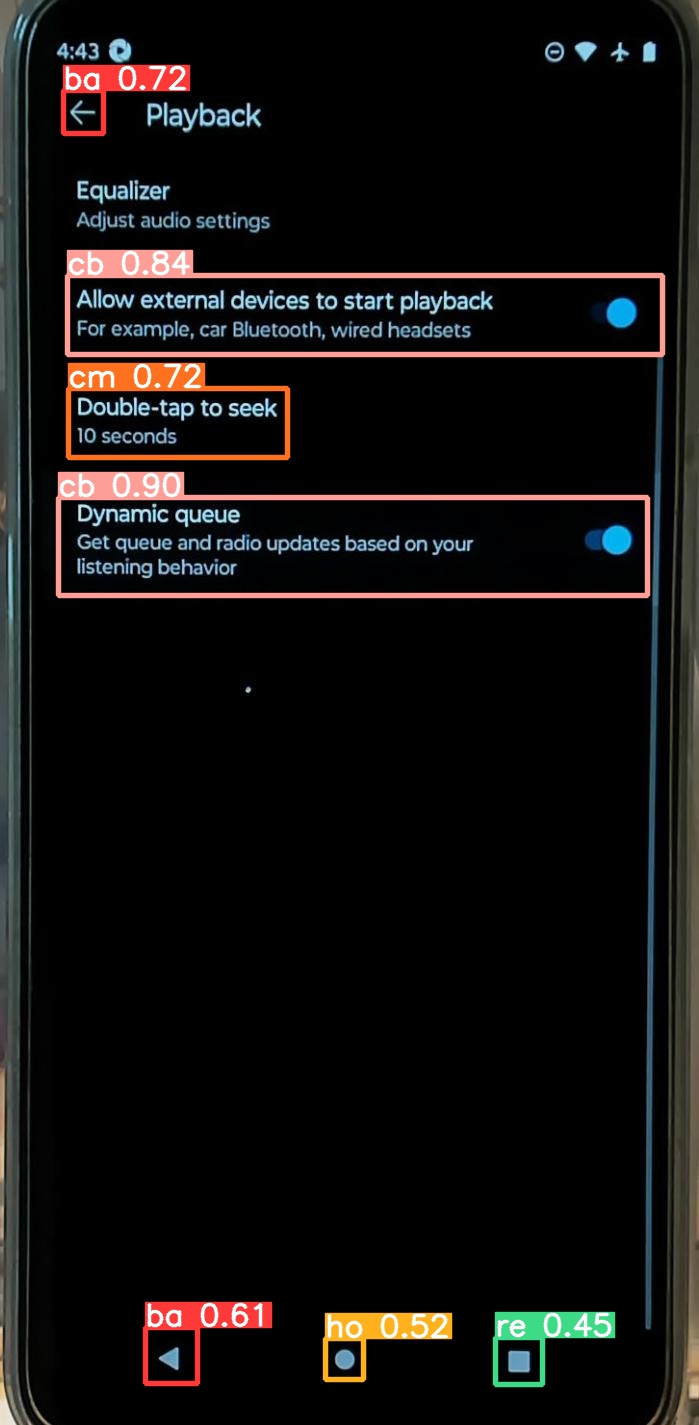 4:43
ba 0.72
Playback
Equalizer
Adjust audio settings
cb 0.84
Allow external devices to start playback
For example, car Bluetooth, wired headsets
cm 0.72
Double-tap to seek
10 seconds
cb 0.90
Dynamic queue
Get queue and radio updates based on your
listening behavior
ba 0.61
ho 0.52
re 0.45